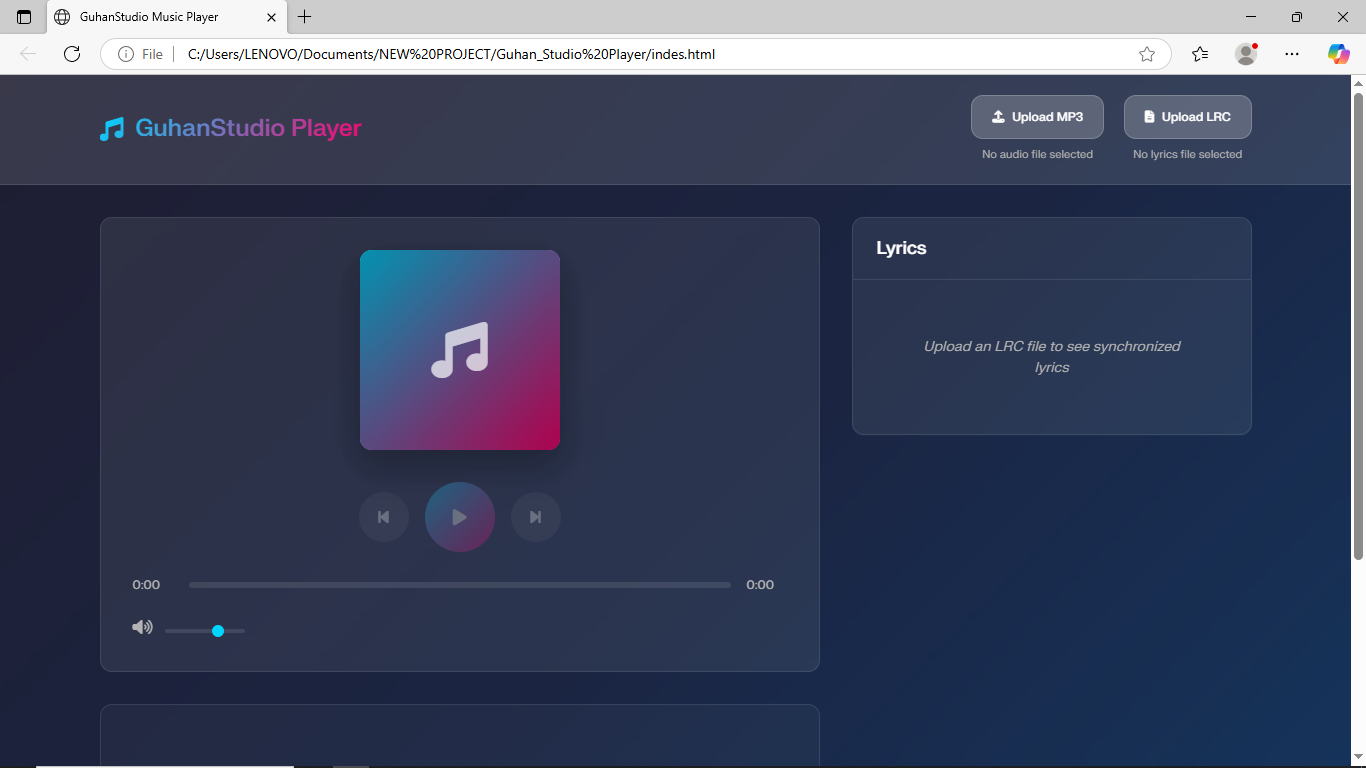 GuhanStudio Music Player
File
C:/Users/LENOVO/Documents/NEW%20PROJECT/Guhan_Studio%20Player/indes.html
GuhanStudio Player
Upload MP3
No audio file selected
Upload LRC
No lyrics file selected
0:00
0:00
Lyrics
Upload an LRC file to see synchronized
lyrics